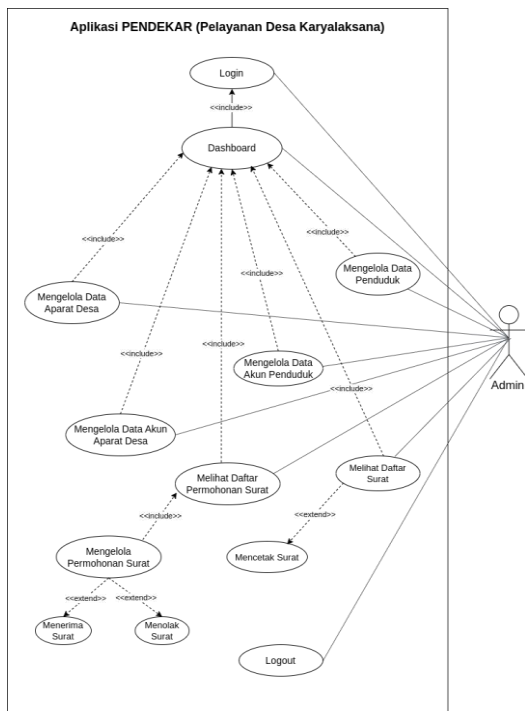 Aplikasi PENDEKAR (Pelayanan Desa Karyalaksana)
Login
<<include>>
Dashboard
<<include>>
<<include>>
Mengelola Data
Penduduk
<<include>>
Mengelola Data
Aparat Desa
<<include>>
<<include>>
Mengelola Data
Akun Penduduk
<<include>>
Admin
Mengelola Data Akun
Aparat Desa
Melihat Daftar
Permohonan Surat
Melihat Daftar
Surat
<<include>>
<<extend>>
Mengelola
Permohonan Surat
Mencetak Surat
<<extend>>
<<extend>>
Menerima
Surat
Menolak
Surat
Logout